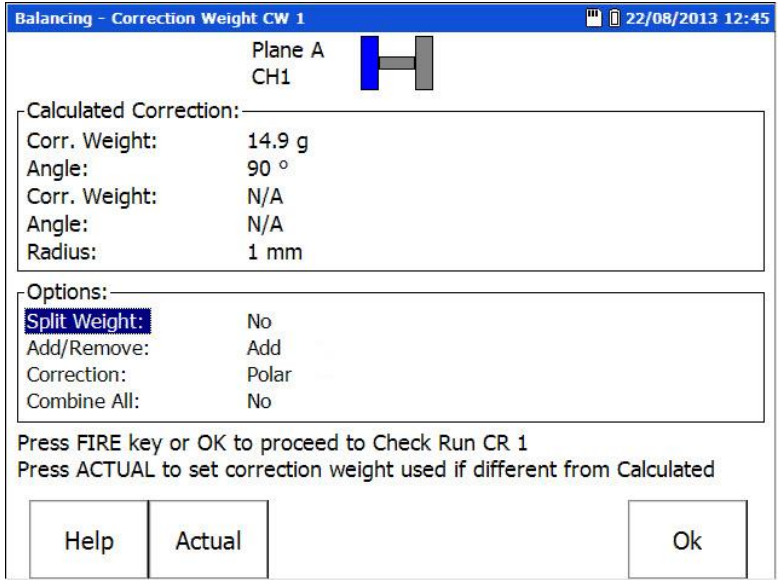 Balancing - Correction Weight CW 1 22/08/2013 12:45
Plane A
CH1
Calculated Correction:
Corr. Weight: 14.9 g
Angle: 90 °
Corr. Weight: N/A
Angle: N/A
Radius: 1 mm
Options:
Split Weight: No
Add/Remove: Add
Correction: Polar
Combine All: No
Press FIRE key or OK to proceed to Check Run CR 1
Press ACTUAL to set correction weight used if different from Calculated
Help Actual Ok